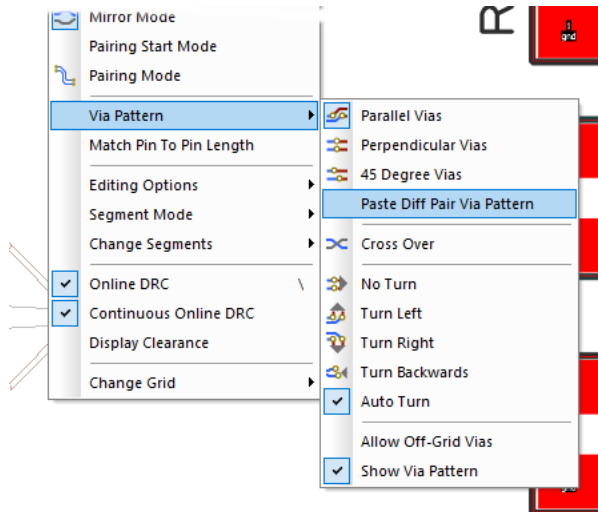 Mirror Mode
Pairing Start Mode
Pairing Mode
Via Pattern
Match Pin To Pin Length
Editing Options
Segment Mode
Change Segments
Online DRC \
Continuous Online DRC
Display Clearance
Change Grid
Parallel Vias
Perpendicular Vias
45 Degree Vias
Paste Diff Pair Via Pattern
Cross Over
No Turn
Turn Left
Turn Right
Turn Backwards
Auto Turn
Allow Off-Grid Vias
Show Via Pattern
R
1
gnd